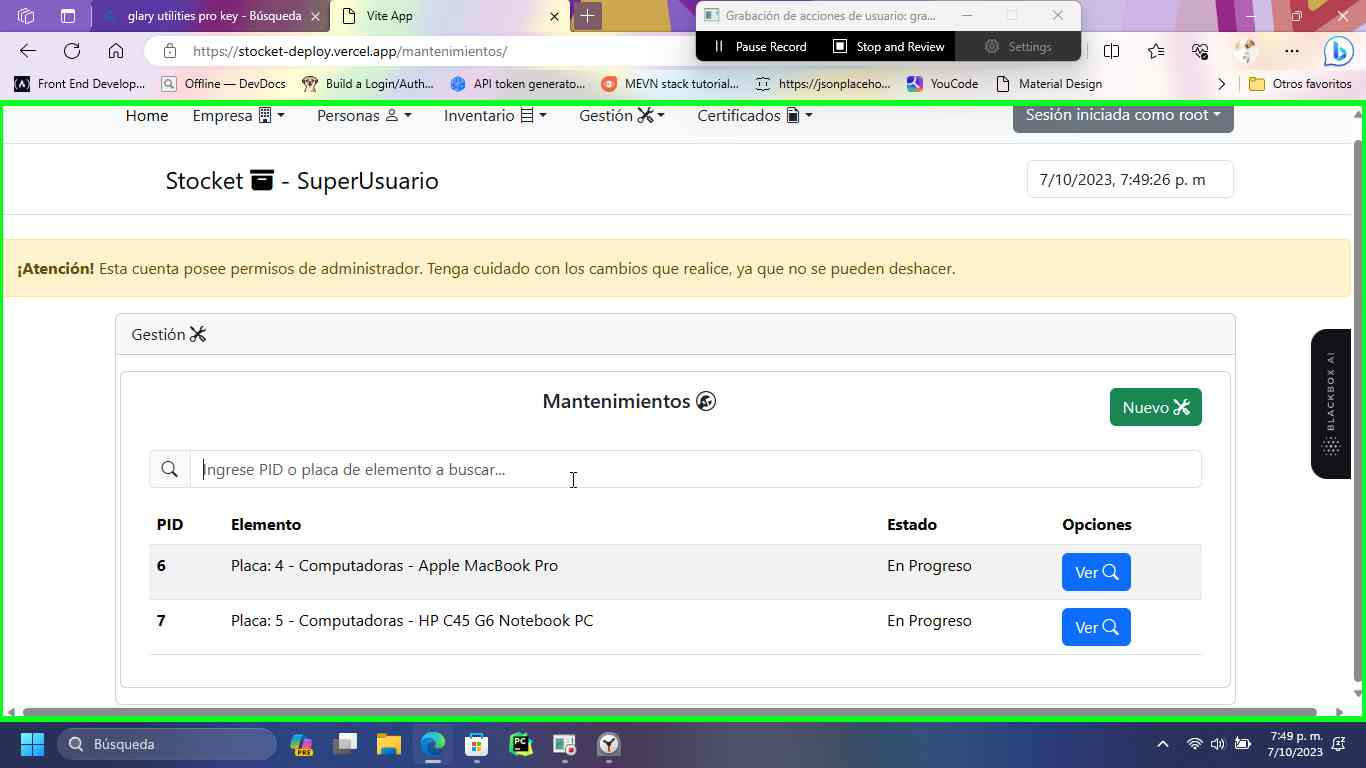 glary utilities pro key - Búsqueda
Vite App
Grabación de acciones de usuario: gra...
https://stocket-deploy.vercel.app/mantenimientos/
Pause Record
Stop and Review
Settings
Front End Develop...
Offline — DevDocs
Build a Login/Auth...
API token generato...
MEVN stack tutorial...
https://jsonplaceho...
YouCode
Material Design
Otros favoritos
Home
Empresa
Personas
Inventario
Gestión
Certificados
Sesión iniciada como root
Stocket - SuperUsuario
7/10/2023, 7:49:26 p. m
¡Atención! Esta cuenta posee permisos de administrador. Tenga cuidado con los cambios que realice, ya que no se pueden deshacer.
Gestión
BLACKBOX AI
Mantenimientos
Nuevo
Ingrese PID o placa de elemento a buscar...
PID Elemento Estado Opciones
6 Placa: 4 - Computadoras - Apple MacBook Pro En Progreso Ver
7 Placa: 5 - Computadoras - HP C45 G6 Notebook PC En Progreso Ver
Búsqueda
PRE
PC
7:49 p. m.
7/10/2023